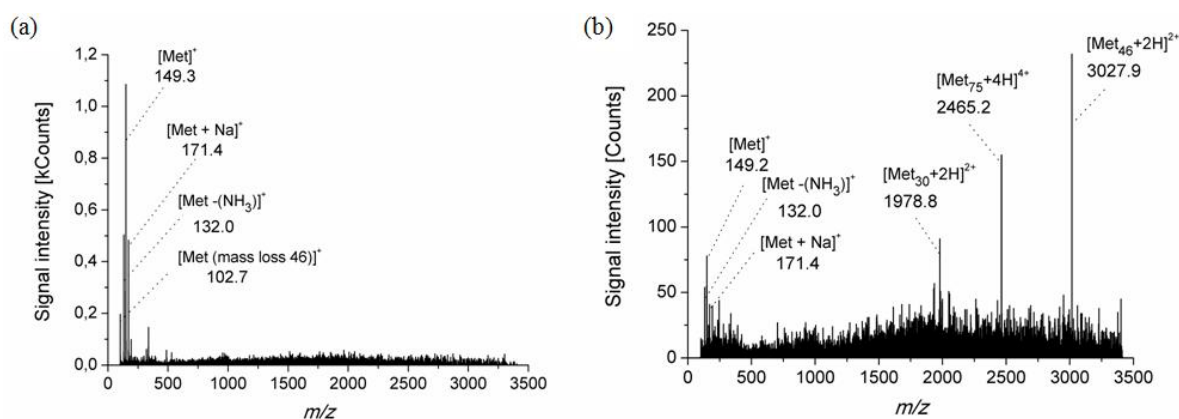 (a)
1,2
1,0
0,8
0,6
0,4
0,2
0,0
Signal intensity [kCounts]
[Met]⁺
149.3
[Met + Na]⁺
171.4
[Met -(NH₃)]⁺
132.0
[Met (mass loss 46)]⁺
102.7
0 500 1000 1500 2000 2500 3000 3500
m/z
(b)
250
200
150
100
50
0
Signal intensity [Counts]
[Met₄₆+2H]²⁺
3027.9
[Met₇₅+4H]⁴⁺
2465.2
[Met]⁺
149.2
[Met -(NH₃)]⁺
132.0
[Met + Na]⁺
171.4
[Met₃₀+2H]²⁺
1978.8
0 500 1000 1500 2000 2500 3000 3500
m/z